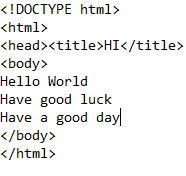 <!DOCTYPE html>
<html>
<head><title>HI</title>
<body>
Hello World
Have good luck
Have a good day
</body>
</html>